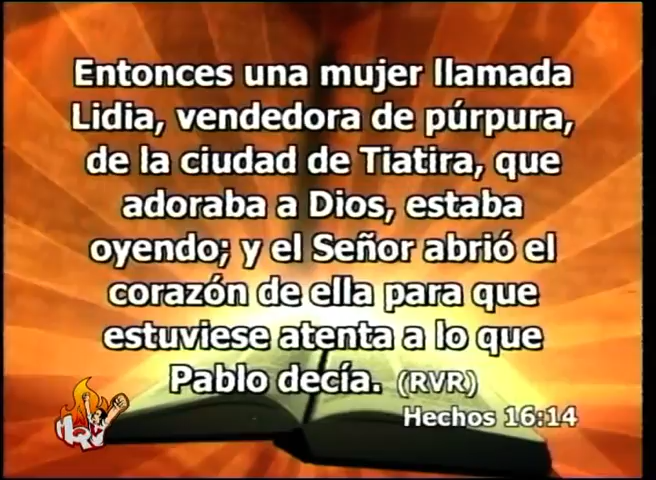 Entonces una mujer llamada
Lidia, vendedora de púrpura,
de la ciudad de Tiatira, que
adoraba a Dios, estaba
oyendo; y el Señor abrió el
corazón de ella para que
estuviese atenta a lo que
Pablo decía. (RVR)
Hechos 16:14